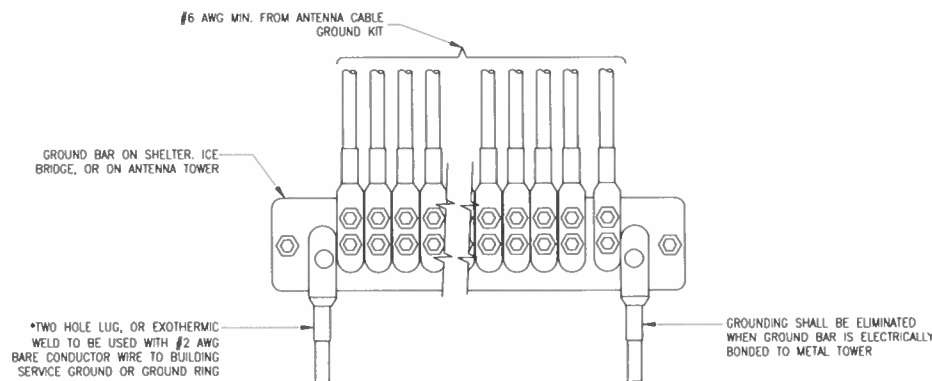 #6 AWG MIN. FROM ANTENNA CABLE
GROUND KIT
GROUND BAR ON SHELTER. ICE
BRIDGE, OR ON ANTENNA TOWER
*TWO HOLE LUG, OR EXOTHERMIC
WELD TO BE USED WITH #2 AWG
BARE CONDUCTOR WIRE TO BUILDING
SERVICE GROUND OR GROUND RING
GROUNDING SHALL BE ELIMINATED
WHEN GROUND BAR IS ELECTRICALLY
BONDED TO METAL TOWER